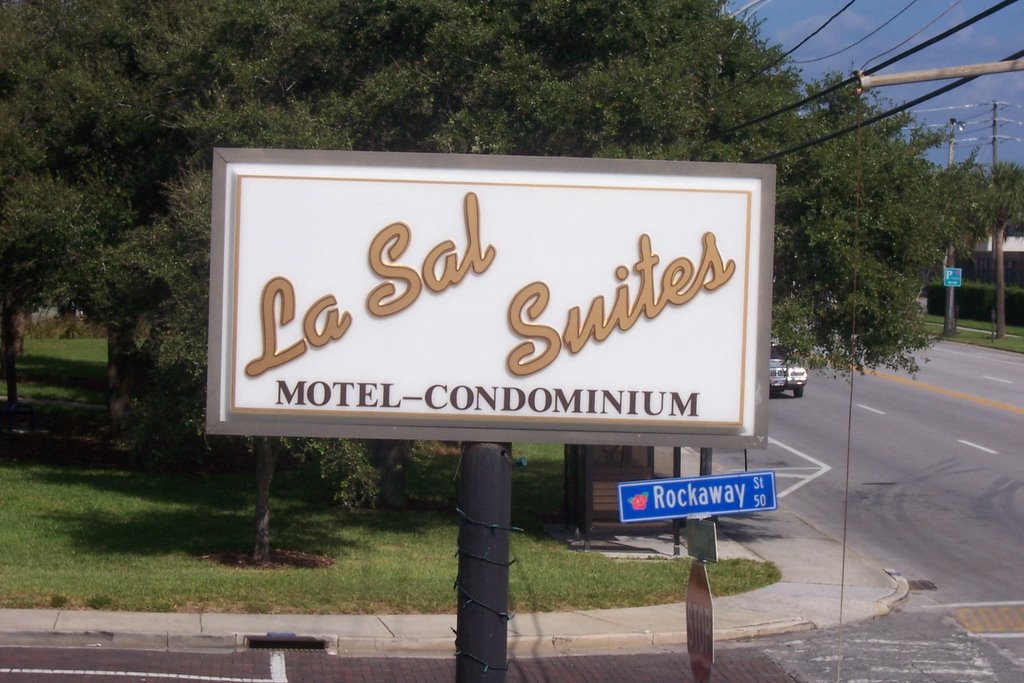 La Sal
Suites
MOTEL-CONDOMINIUM
Rockaway St
50
P